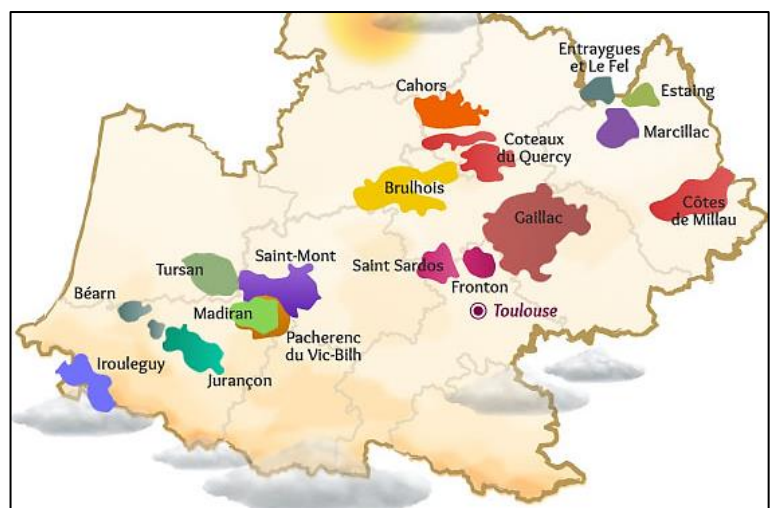 Entraygues
et Le Fel
Cahors
Estaing
Marcillac
Coteaux
du Quercy
Brulhois
Côtes
de Millau
Gaillac
Saint-Mont
Tursan
Saint Sardos
Fronton
Béarn
Madiran
Toulouse
Pacherenc
du Vic-Bilh
Irouleguy
Jurançon